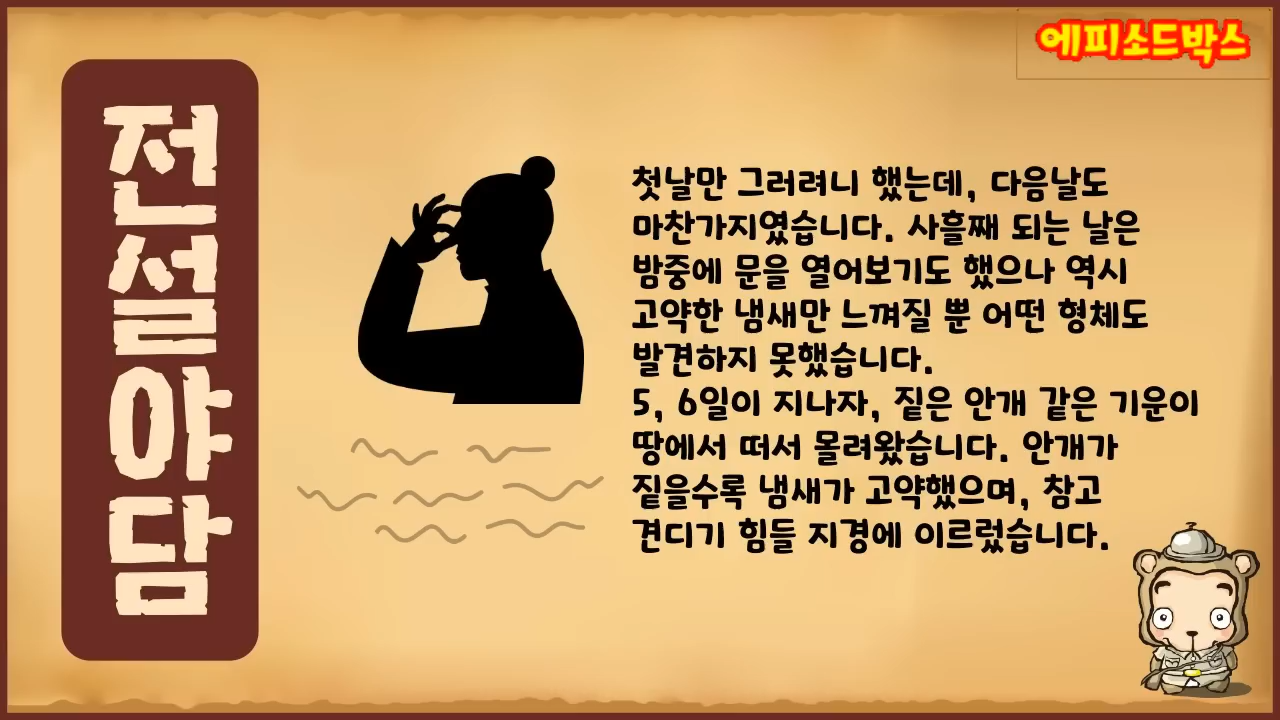 에피소드박스
전설야담
첫날만 그러려니 했는데, 다음날도
마찬가지였습니다. 사흘째 되는 날은
밤중에 문을 열어보기도 했으나 역시
고약한 냄새만 느껴질 뿐 어떤 형체도
발견하지 못했습니다.
5, 6일이 지나자, 짙은 안개 같은 기운이
땅에서 떠서 몰려왔습니다. 안개가
짙을수록 냄새가 고약했으며, 참고
견디기 힘들 지경에 이르렀습니다.